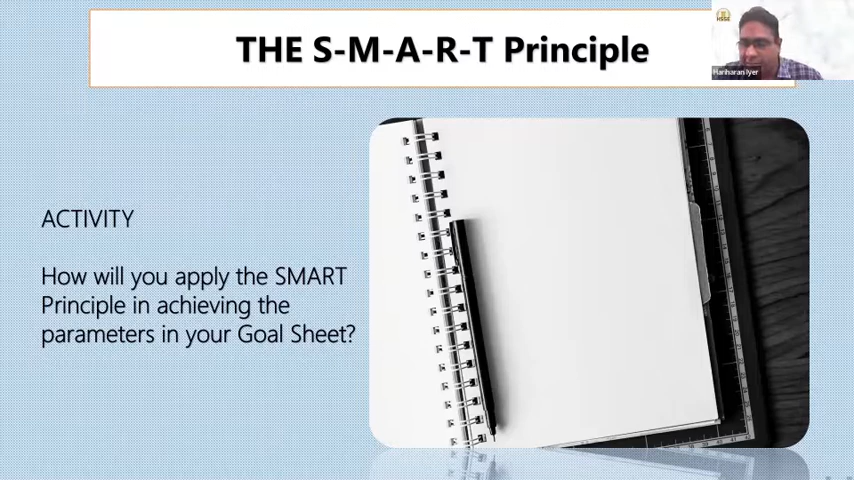 THE S-M-A-R-T Principle
HSSE
Hariharan Iyer
ACTIVITY
How will you apply the SMART
Principle in achieving the
parameters in your Goal Sheet?